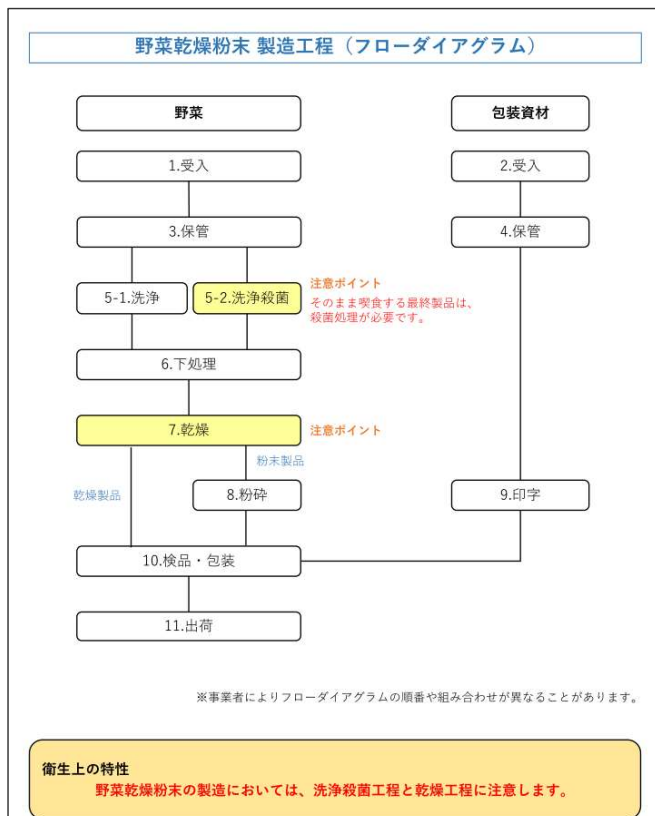 野菜乾燥粉末 製造工程（フローダイアグラム）
野菜
包装資材
1.受入
2.受入
3.保管
4.保管
5-1.洗浄
5-2.洗浄殺菌
注意ポイント
そのまま喫食する最終製品は、
殺菌処理が必要です。
6.下処理
7.乾燥
注意ポイント
粉末製品
乾燥製品
8.粉砕
9.印字
10.検品・包装
11.出荷
※事業者によりフローダイアグラムの順番や組み合わせが異なることがあります。
衛生上の特性
野菜乾燥粉末の製造においては、洗浄殺菌工程と乾燥工程に注意します。